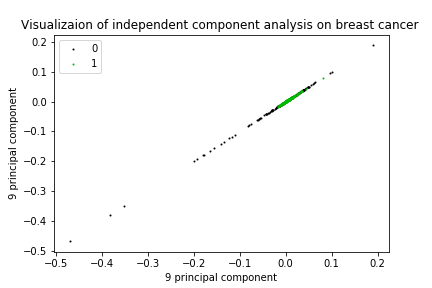 Visualizaion of independent component analysis on breast cancer
0
1
0.2
0.1
0.0
−0.1
−0.2
−0.3
−0.4
−0.5
9 principal component
−0.5 −0.4 −0.3 −0.2 −0.1 0.0 0.1 0.2
9 principal component